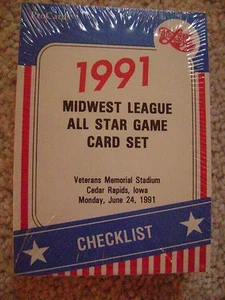 ProCards
1991
MIDWEST LEAGUE
ALL STAR GAME
CARD SET
Veterans Memorial Stadium
Cedar Rapids, Iowa
Monday, June 24, 1991
CHECKLIST